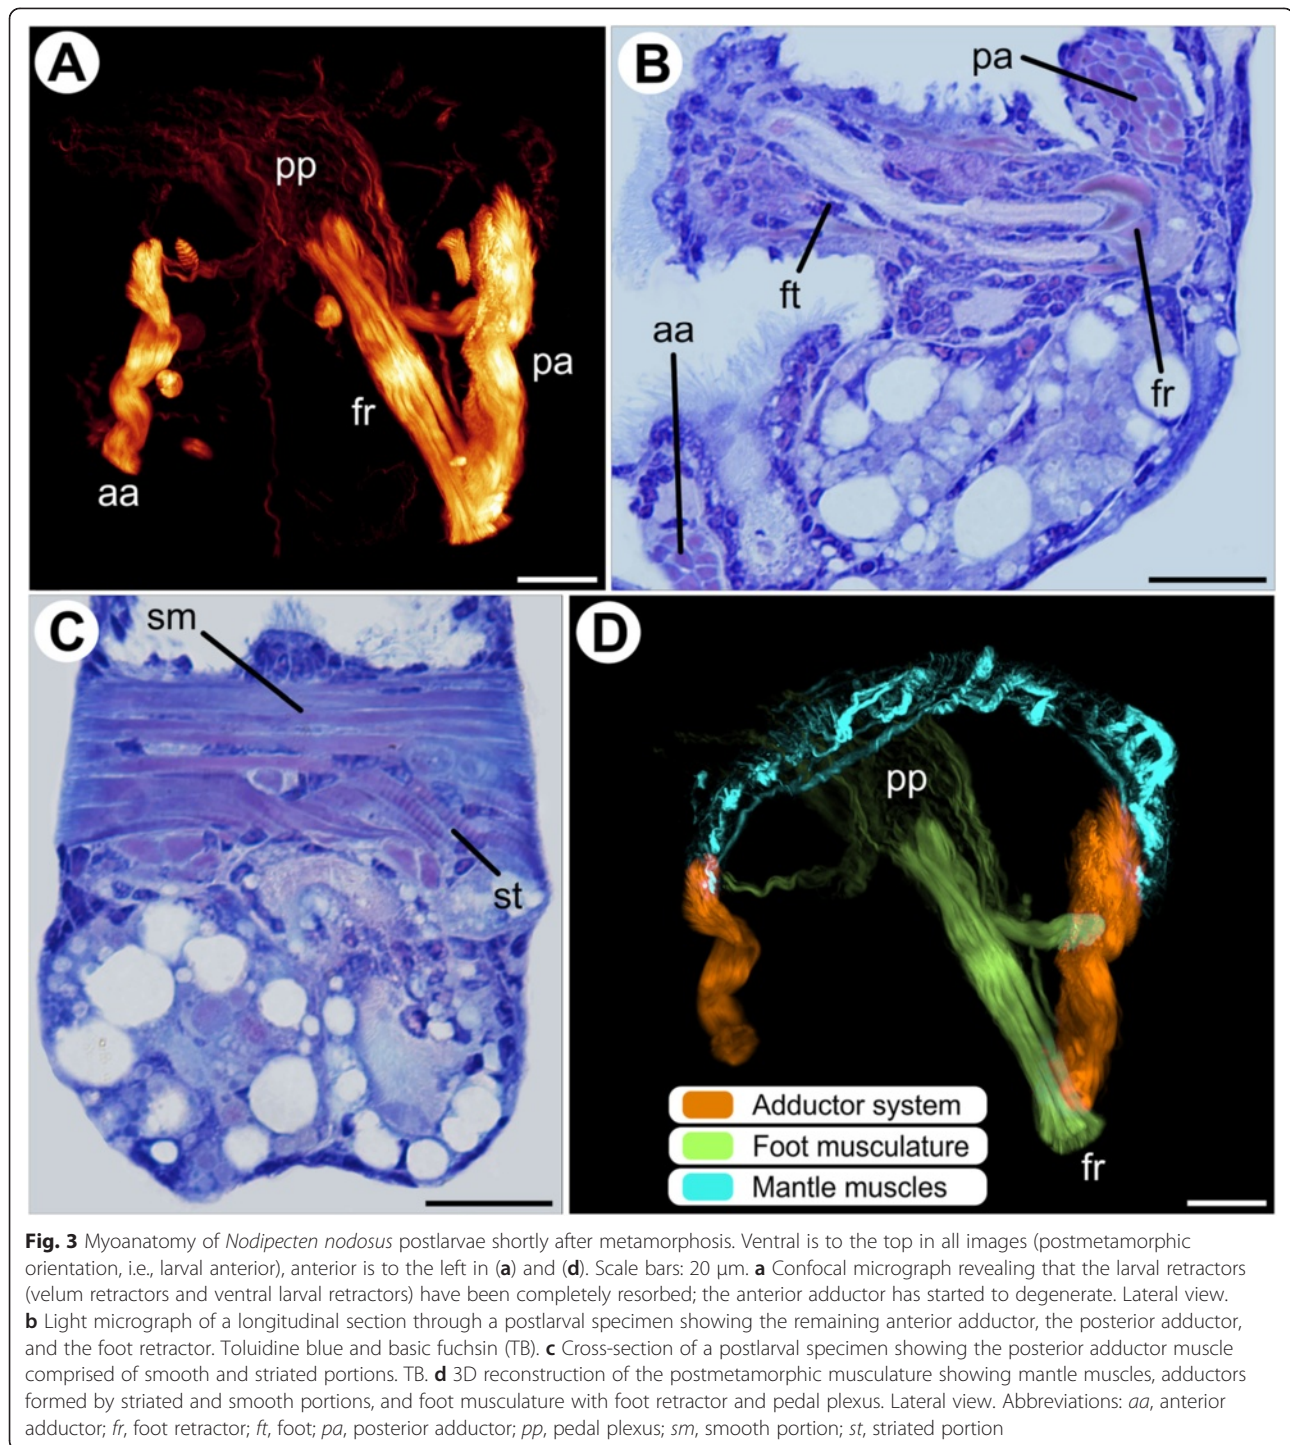 A
pp
pa
fr
aa
B
pa
ft
aa
fr
C
sm
st
D
pp
Adductor system
Foot musculature
Mantle muscles
fr
Fig. 3 Myoanatomy of Nodipecten nodosus postlarvae shortly after metamorphosis. Ventral is to the top in all images (postmetamorphic
orientation, i.e., larval anterior), anterior is to the left in (a) and (d). Scale bars: 20 μm. a Confocal micrograph revealing that the larval retractors
(velum retractors and ventral larval retractors) have been completely resorbed; the anterior adductor has started to degenerate. Lateral view.
b Light micrograph of a longitudinal section through a postlarval specimen showing the remaining anterior adductor, the posterior adductor,
and the foot retractor. Toluidine blue and basic fuchsin (TB). c Cross-section of a postlarval specimen showing the posterior adductor muscle
comprised of smooth and striated portions. TB. d 3D reconstruction of the postmetamorphic musculature showing mantle muscles, adductors
formed by striated and smooth portions, and foot musculature with foot retractor and pedal plexus. Lateral view. Abbreviations: aa, anterior
adductor; fr, foot retractor; ft, foot; pa, posterior adductor; pp, pedal plexus; sm, smooth portion; st, striated portion